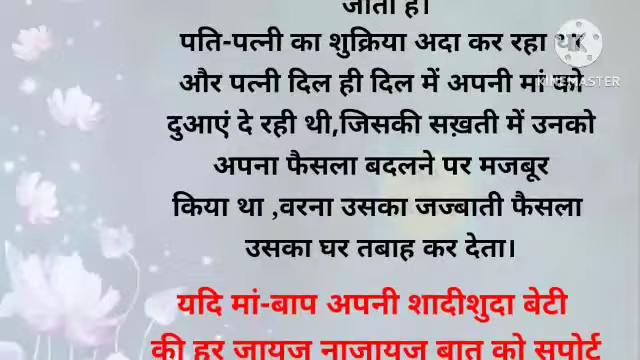 जाता है।
पति-पत्नी का शुक्रिया अदा कर रहा था
और पत्नी दिल ही दिल में अपनी मां को
दुआएं दे रही थी,जिसकी सख़ती में उनको
अपना फैसला बदलने पर मजबूर
किया था ,वरना उसका जज्बाती फैसला
उसका घर तबाह कर देता।
यदि मां-बाप अपनी शादीशुदा बेटी
की हर जायज नाजायज बात को सपोर्ट
KINEMASTER